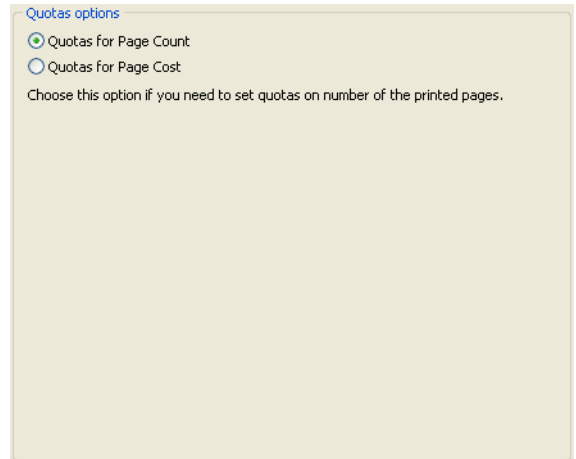 Quotas options
Quotas for Page Count
Quotas for Page Cost
Choose this option if you need to set quotas on number of the printed pages.